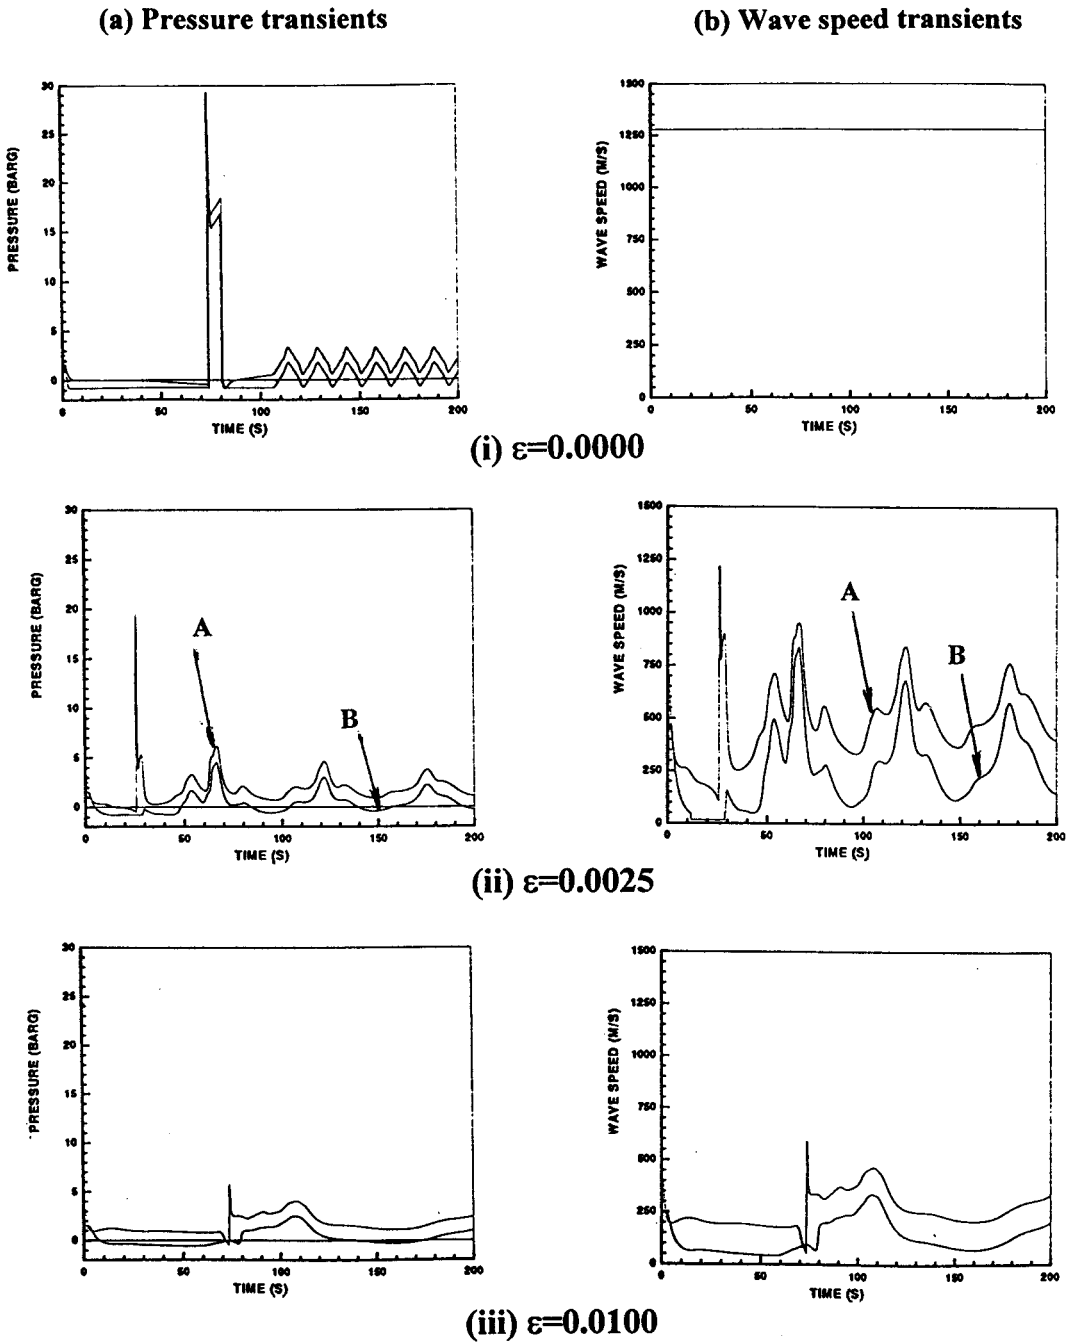 (a) Pressure transients
(b) Wave speed transients
30
25
20
15
10
5
0
PRESSURE (BARG)
0 50 100 150 200
TIME (S)
1500
1250
1000
750
500
250
0
WAVE SPEED (M/S)
0 50 100 150 200
TIME (S)
(i) ε=0.0000
30
25
20
15
10
5
0
PRESSURE (BARG)
A
B
0 50 100 150 200
TIME (S)
1500
1250
1000
750
500
250
0
WAVE SPEED (M/S)
A
B
0 50 100 150 200
TIME (S)
(ii) ε=0.0025
30
25
20
15
10
5
0
PRESSURE (BARG)
0 50 100 150 200
TIME (S)
1500
1250
1000
750
500
250
0
WAVE SPEED (M/S)
0 50 100 150 200
TIME (S)
(iii) ε=0.0100